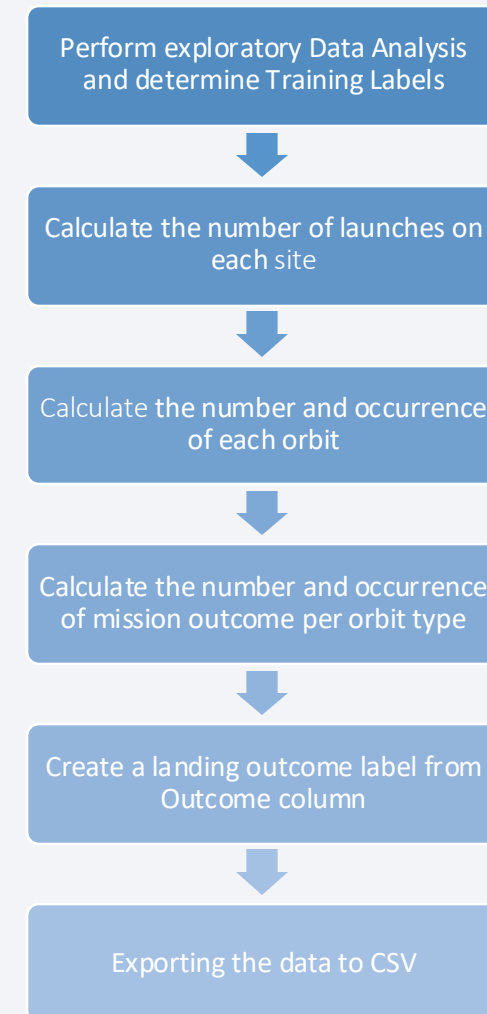 Perform exploratory Data Analysis
and determine Training Labels
Calculate the number of launches on
each site
Calculate the number and occurrence
of each orbit
Calculate the number and occurrence
of mission outcome per orbit type
Create a landing outcome label from
Outcome column
Exporting the data to CSV